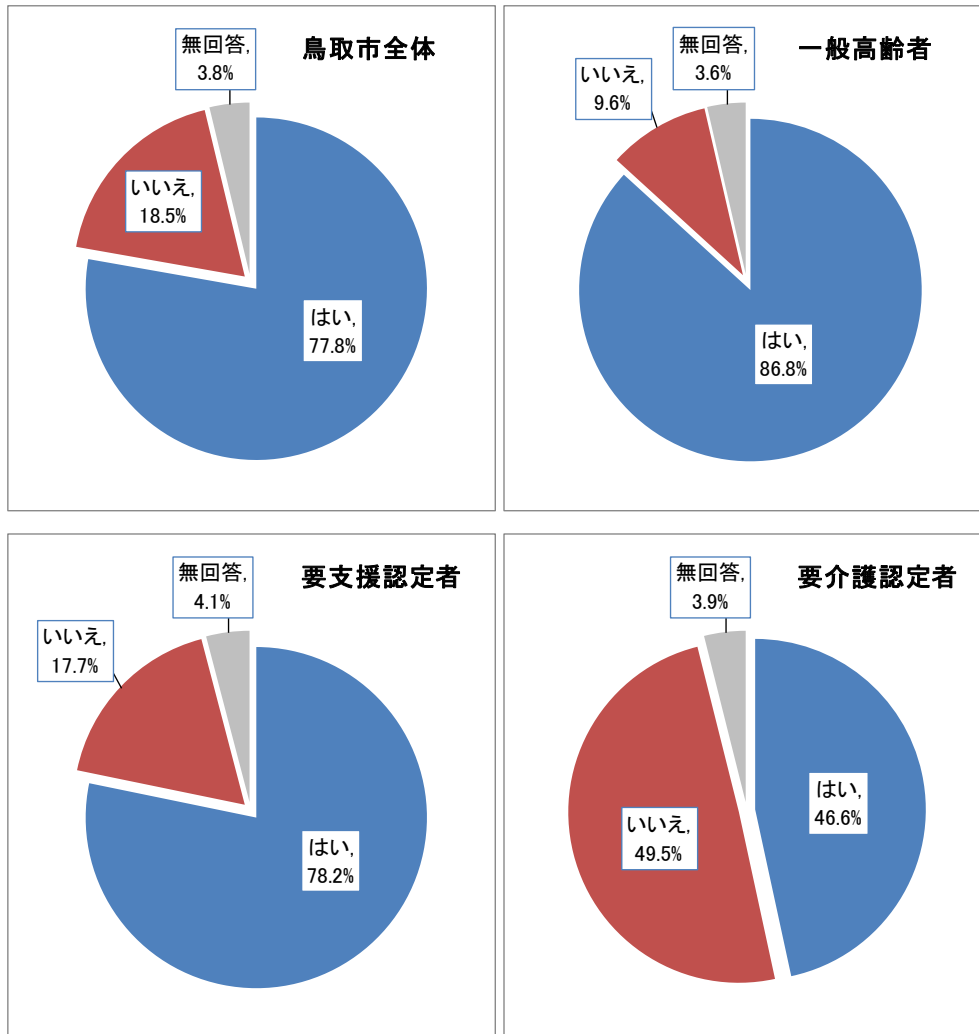 鳥取市全体
無回答,
3.8%
いいえ,
18.5%
はい,
77.8%
一般高齢者
無回答,
3.6%
いいえ,
9.6%
はい,
86.8%
要支援認定者
無回答,
4.1%
いいえ,
17.7%
はい,
78.2%
要介護認定者
無回答,
3.9%
いいえ,
49.5%
はい,
46.6%